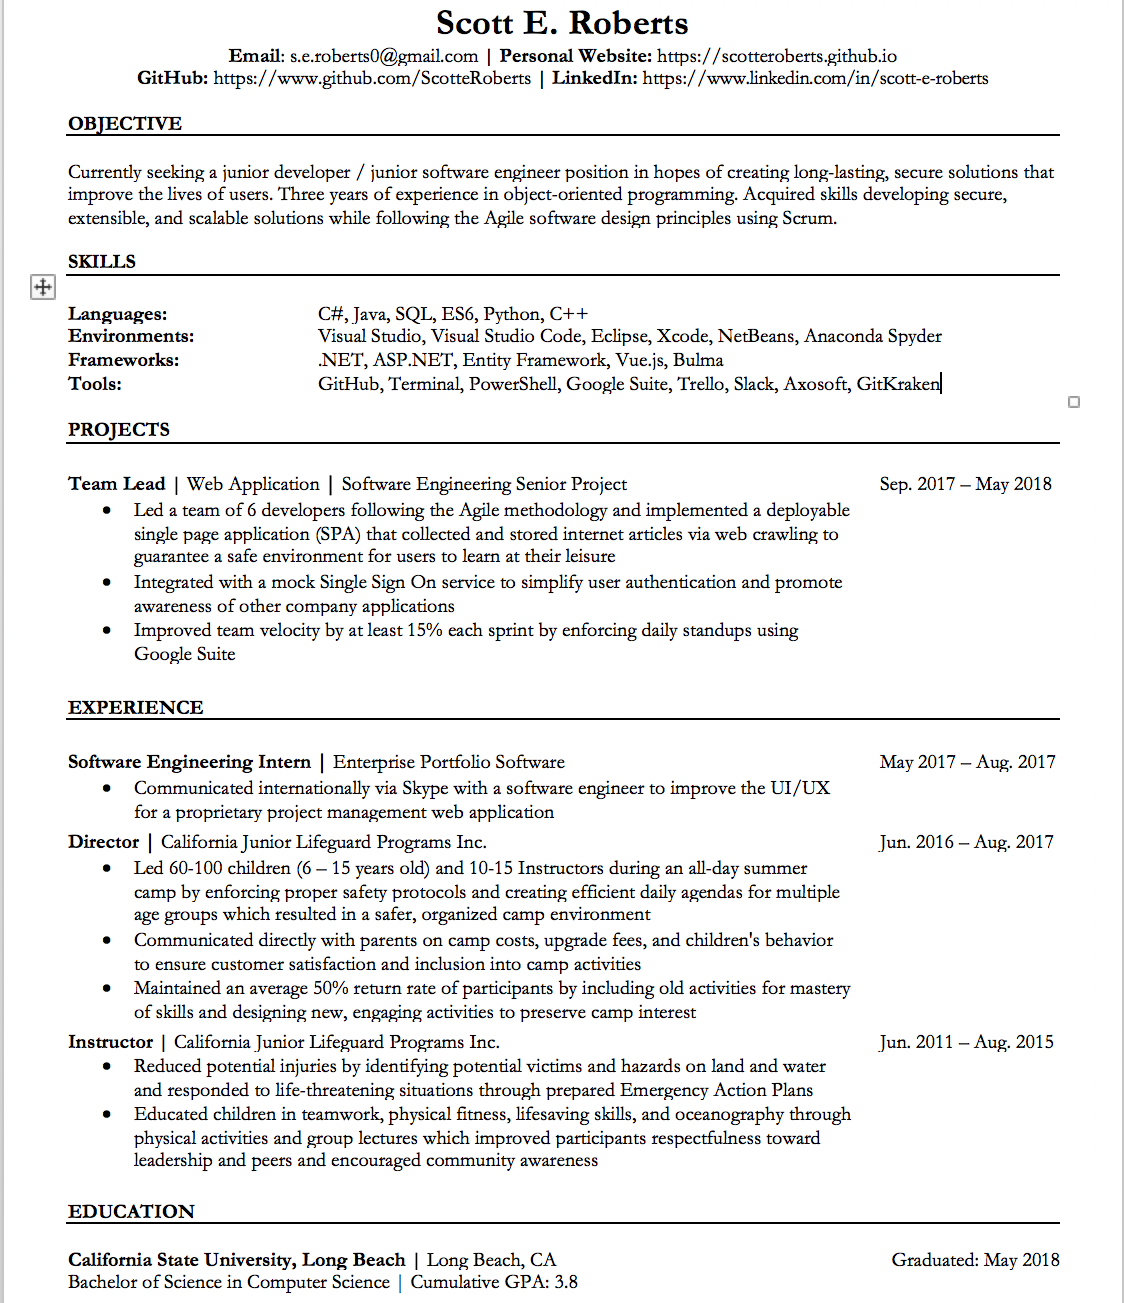 Scott E. Roberts
Email: s.e.roberts0@gmail.com | Personal Website: https://scotteroberts.github.io
GitHub: https://www.github.com/ScotteRoberts | LinkedIn: https://www.linkedin.com/in/scott-e-roberts
OBJECTIVE
Currently seeking a junior developer / junior software engineer position in hopes of creating long-lasting, secure solutions that
improve the lives of users. Three years of experience in object-oriented programming. Acquired skills developing secure,
extensible, and scalable solutions while following the Agile software design principles using Scrum.
SKILLS
Languages: C#, Java, SQL, ES6, Python, C++
Environments: Visual Studio, Visual Studio Code, Eclipse, Xcode, NetBeans, Anaconda Spyder
Frameworks: .NET, ASP.NET, Entity Framework, Vue.js, Bulma
Tools: GitHub, Terminal, PowerShell, Google Suite, Trello, Slack, Axosoft, GitKraken
PROJECTS
Team Lead | Web Application | Software Engineering Senior Project Sep. 2017 – May 2018
• Led a team of 6 developers following the Agile methodology and implemented a deployable
single page application (SPA) that collected and stored internet articles via web crawling to
guarantee a safe environment for users to learn at their leisure
• Integrated with a mock Single Sign On service to simplify user authentication and promote
awareness of other company applications
• Improved team velocity by at least 15% each sprint by enforcing daily standups using
Google Suite
EXPERIENCE
Software Engineering Intern | Enterprise Portfolio Software May 2017 – Aug. 2017
• Communicated internationally via Skype with a software engineer to improve the UI/UX
for a proprietary project management web application
Director | California Junior Lifeguard Programs Inc. Jun. 2016 – Aug. 2017
• Led 60-100 children (6 – 15 years old) and 10-15 Instructors during an all-day summer
camp by enforcing proper safety protocols and creating efficient daily agendas for multiple
age groups which resulted in a safer, organized camp environment
• Communicated directly with parents on camp costs, upgrade fees, and children's behavior
to ensure customer satisfaction and inclusion into camp activities
• Maintained an average 50% return rate of participants by including old activities for mastery
of skills and designing new, engaging activities to preserve camp interest
Instructor | California Junior Lifeguard Programs Inc. Jun. 2011 – Aug. 2015
• Reduced potential injuries by identifying potential victims and hazards on land and water
and responded to life-threatening situations through prepared Emergency Action Plans
• Educated children in teamwork, physical fitness, lifesaving skills, and oceanography through
physical activities and group lectures which improved participants respectfulness toward
leadership and peers and encouraged community awareness
EDUCATION
California State University, Long Beach | Long Beach, CA Graduated: May 2018
Bachelor of Science in Computer Science | Cumulative GPA: 3.8